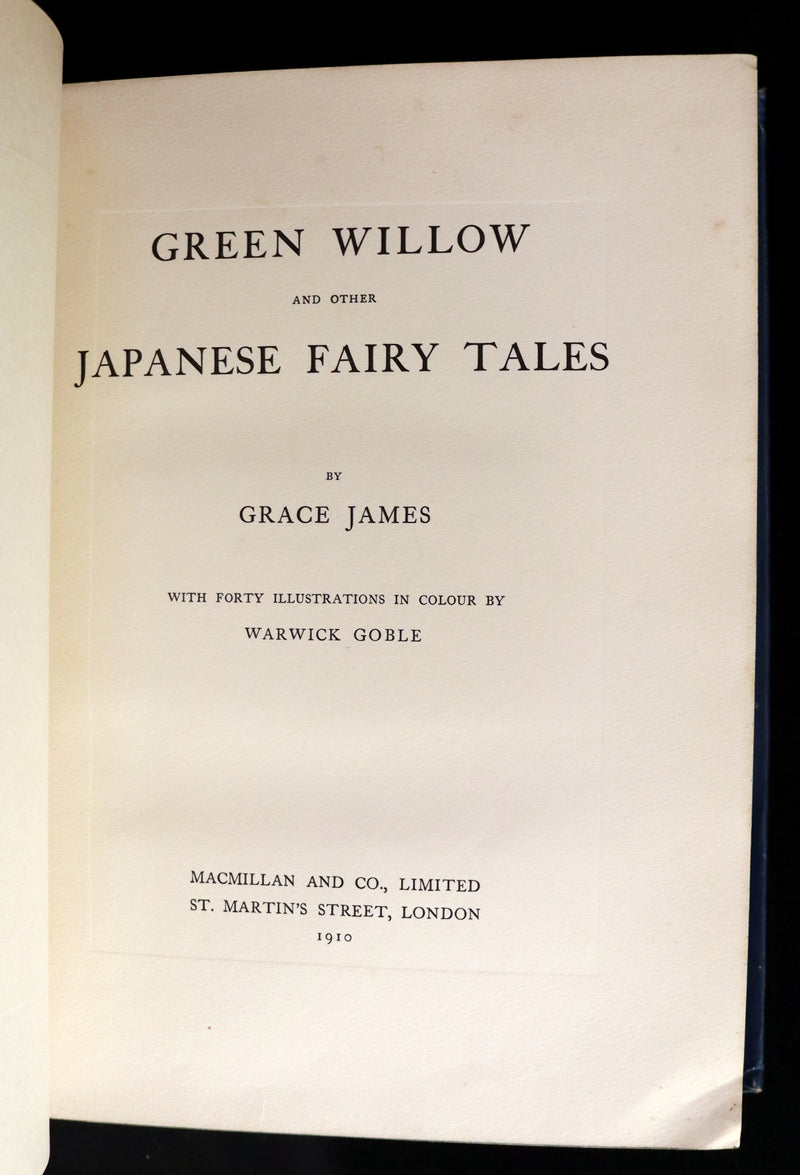 GREEN WILLOW
AND OTHER
JAPANESE FAIRY TALES
BY
GRACE JAMES
WITH FORTY ILLUSTRATIONS IN COLOUR BY
WARWICK GOBLE
MACMILLAN AND CO., LIMITED
ST. MARTIN'S STREET, LONDON
1910